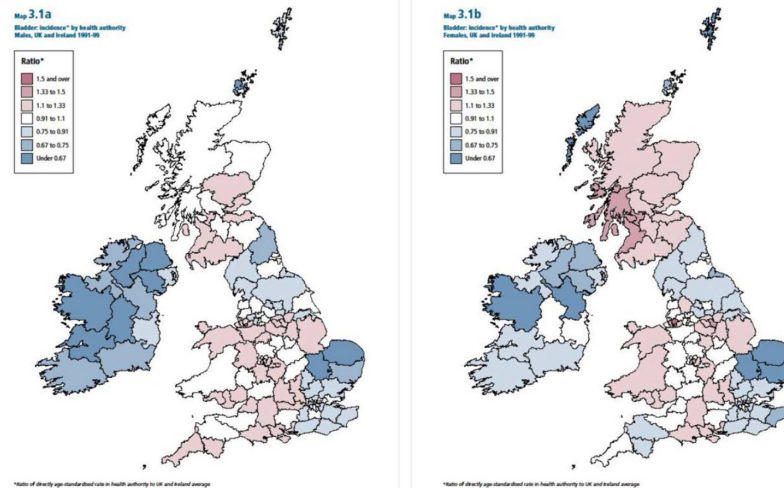 Map 3.1a
Bladder: incidence* by health authority
Males, UK and Ireland 1991-99
Ratio*
1.5 and over
1.33 to 1.5
1.1 to 1.33
0.91 to 1.1
0.75 to 0.91
0.67 to 0.75
Under 0.67
*Ratio of directly age-standardised rate in health authority to UK and Ireland average
Map 3.1b
Bladder: incidence* by health authority
Females, UK and Ireland 1991-99
Ratio*
1.5 and over
1.33 to 1.5
1.1 to 1.33
0.91 to 1.1
0.75 to 0.91
0.67 to 0.75
Under 0.67
*Ratio of directly age-standardised rate in health authority to UK and Ireland average